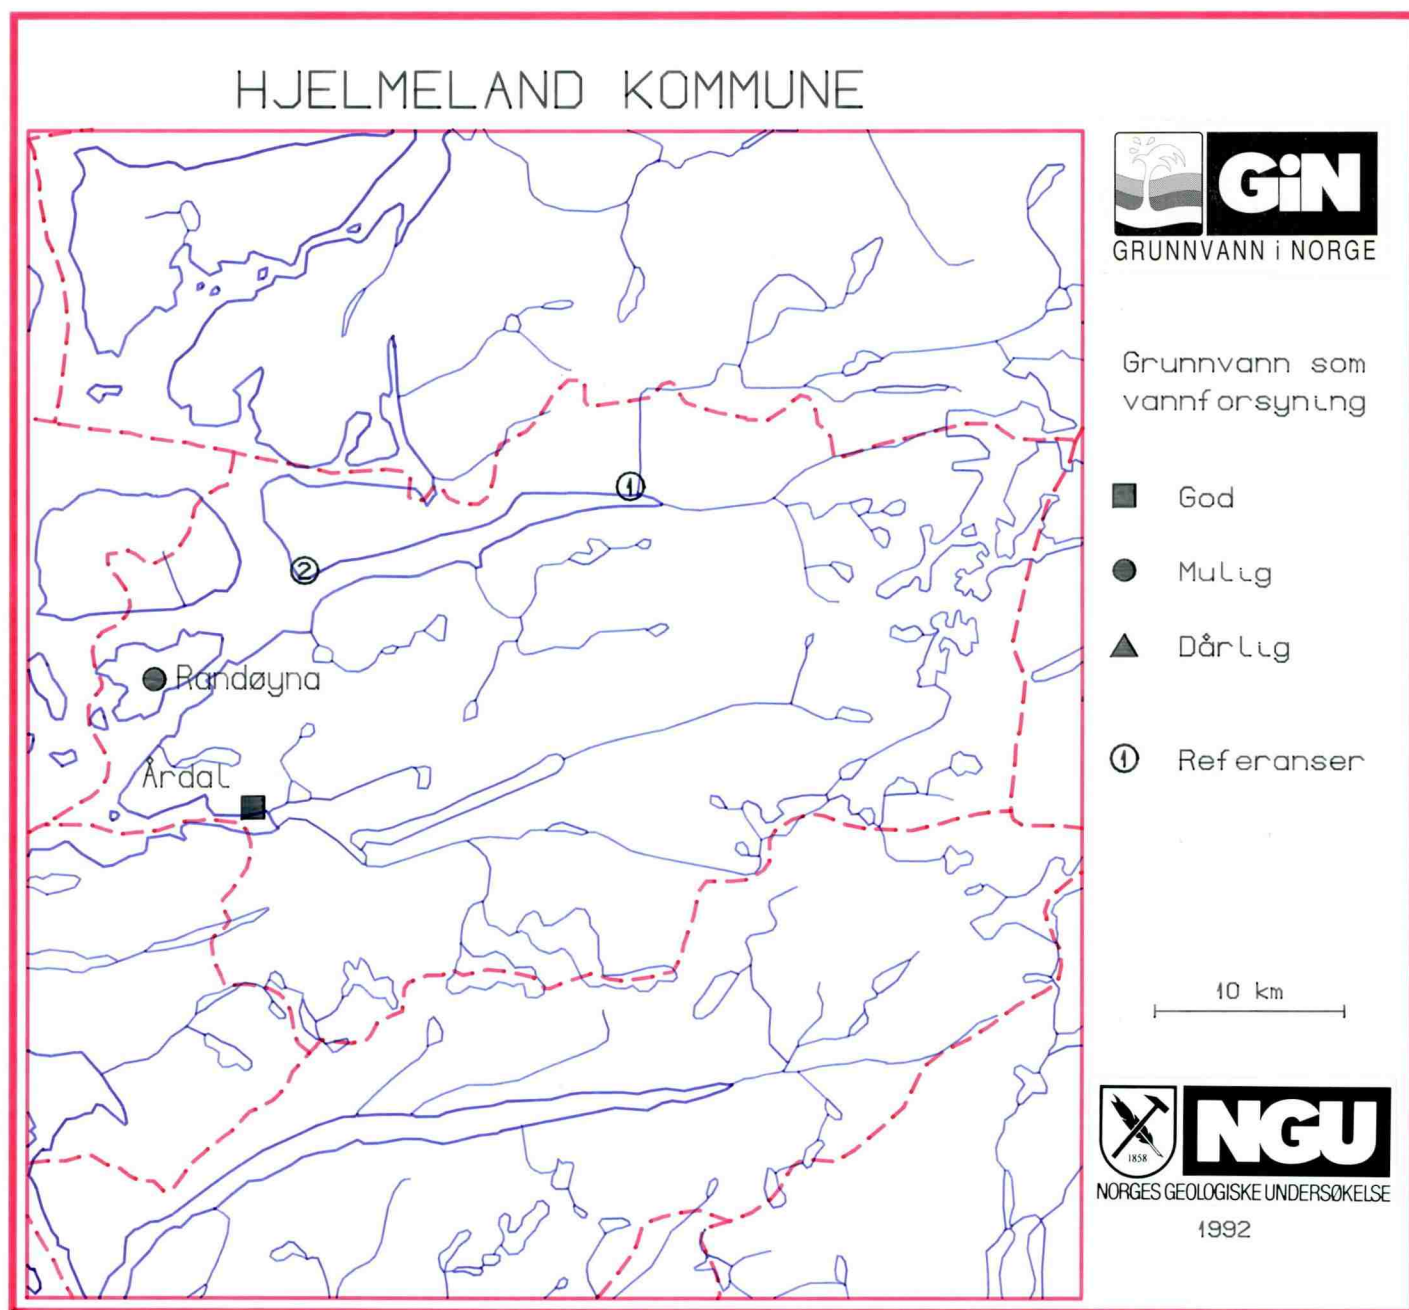 HJELMELAND KOMMUNE
GiN
GRUNNVANN i NORGE
Grunnvann som
vannforsyning
God
Mulig
Dårlig
1 Referanser
1
2
Randøyna
Årdal
10 km
1858
NGU
NORGES GEOLOGISKE UNDERSØKELSE
1992